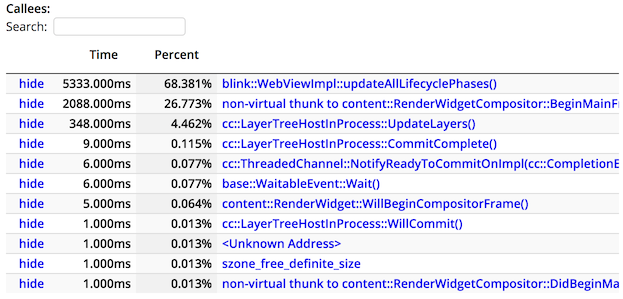 Callees:
Search:
Time Percent
hide 5333.000ms 68.381% blink::WebViewImpl::updateAllLifecyclePhases()
hide 2088.000ms 26.773% non-virtual thunk to content::RenderWidgetCompositor::BeginMainF
hide 348.000ms 4.462% cc::LayerTreeHostInProcess::UpdateLayers()
hide 9.000ms 0.115% cc::LayerTreeHostInProcess::CommitComplete()
hide 6.000ms 0.077% cc::ThreadedChannel::NotifyReadyToCommitOnImpl(cc::CompletionE
hide 6.000ms 0.077% base::WaitableEvent::Wait()
hide 5.000ms 0.064% content::RenderWidget::WillBeginCompositorFrame()
hide 1.000ms 0.013% cc::LayerTreeHostInProcess::WillCommit()
hide 1.000ms 0.013% <Unknown Address>
hide 1.000ms 0.013% szone_free_definite_size
hide 1.000ms 0.013% non-virtual thunk to content::RenderWidgetCompositor::DidBeginMa